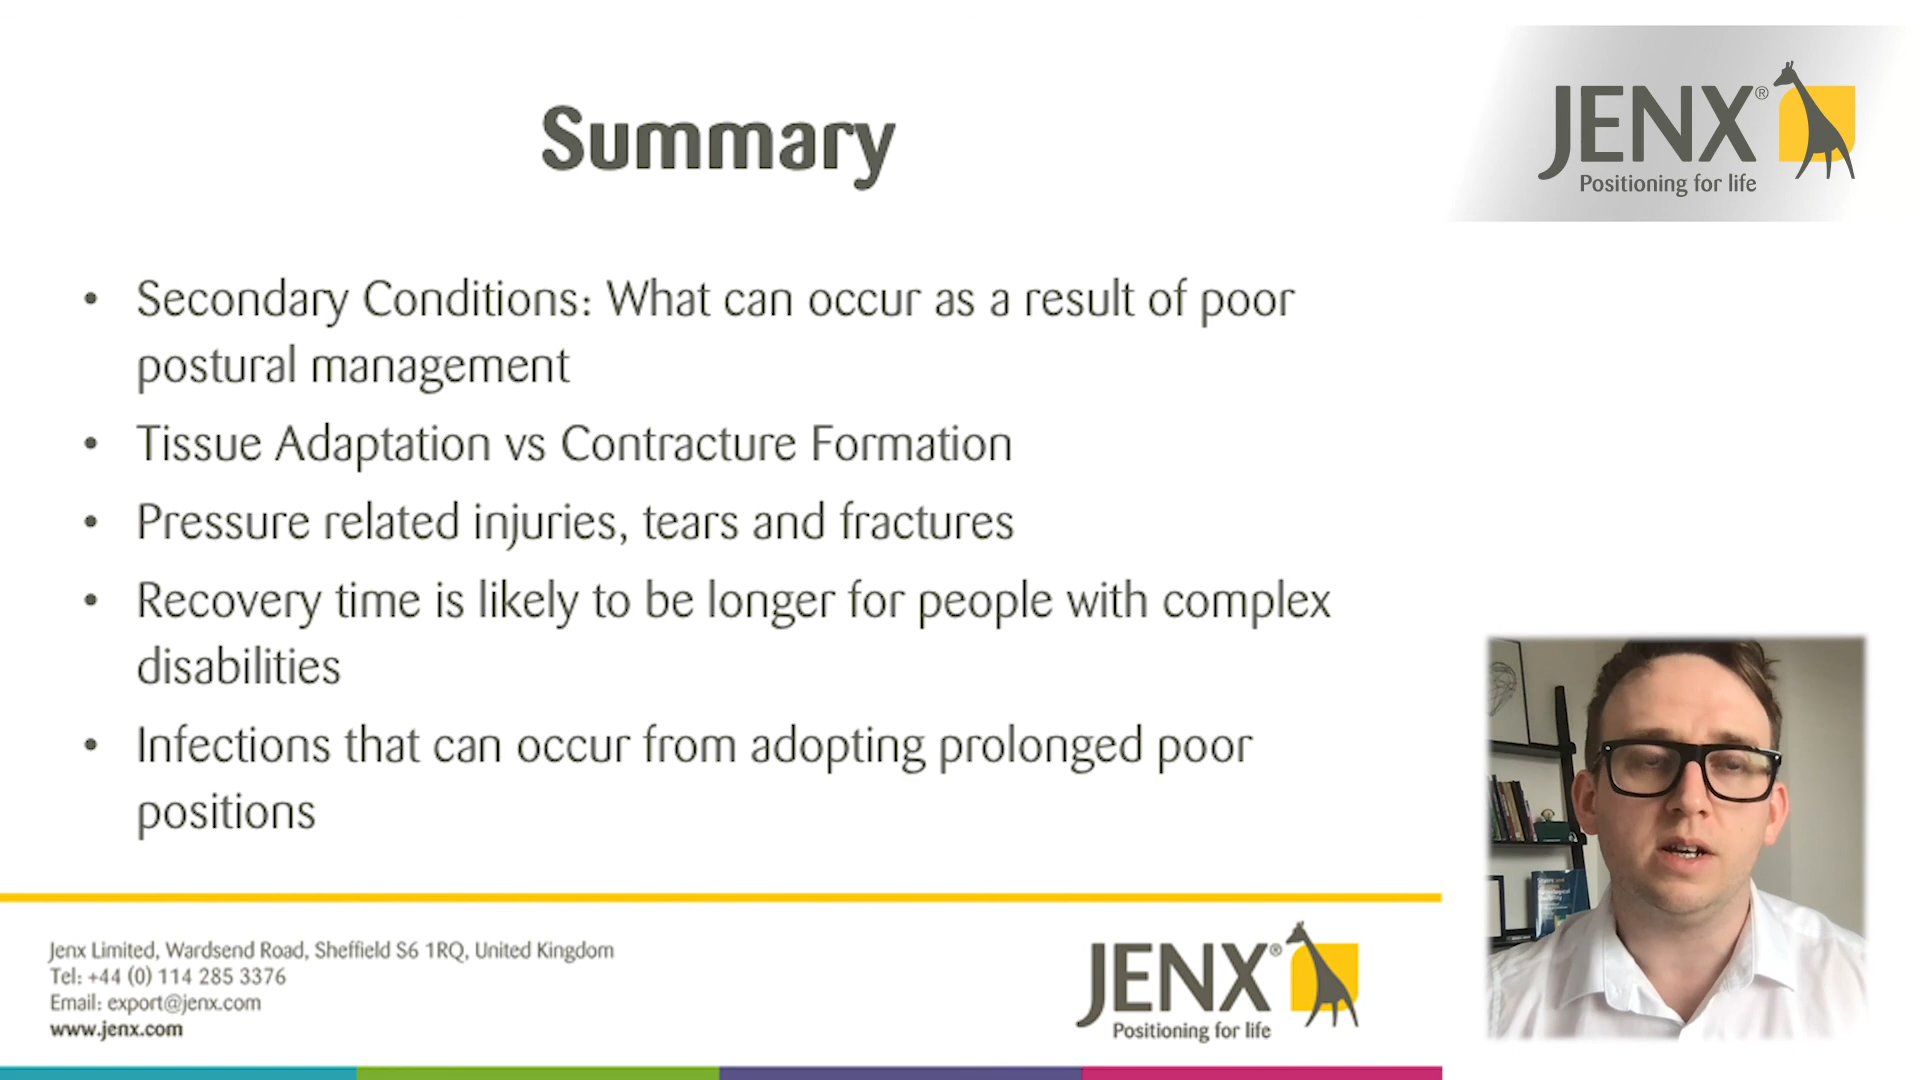 Summary
JENX®
Positioning for life
• Secondary Conditions: What can occur as a result of poor
postural management
• Tissue Adaptation vs Contracture Formation
• Pressure related injuries, tears and fractures
• Recovery time is likely to be longer for people with complex
disabilities
• Infections that can occur from adopting prolonged poor
positions
Jenx Limited, Wardsend Road, Sheffield S6 1RQ, United Kingdom
Tel: +44 (0) 114 285 3376
Email: export@jenx.com
www.jenx.com
JENX®
Positioning for life